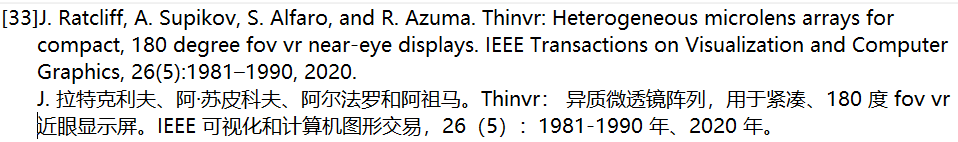 [33]J. Ratcliff, A. Supikov, S. Alfaro, and R. Azuma. Thinvr: Heterogeneous microlens arrays for
compact, 180 degree fov vr near-eye displays. IEEE Transactions on Visualization and Computer
Graphics, 26(5):1981–1990, 2020.
J. 拉特克利夫、阿·苏皮科夫、阿尔法罗和阿祖马。Thinvr： 异质微透镜阵列，用于紧凑、180 度 fov vr
近眼显示屏。IEEE 可视化和计算机图形交易，26（5）：1981-1990 年、2020 年。